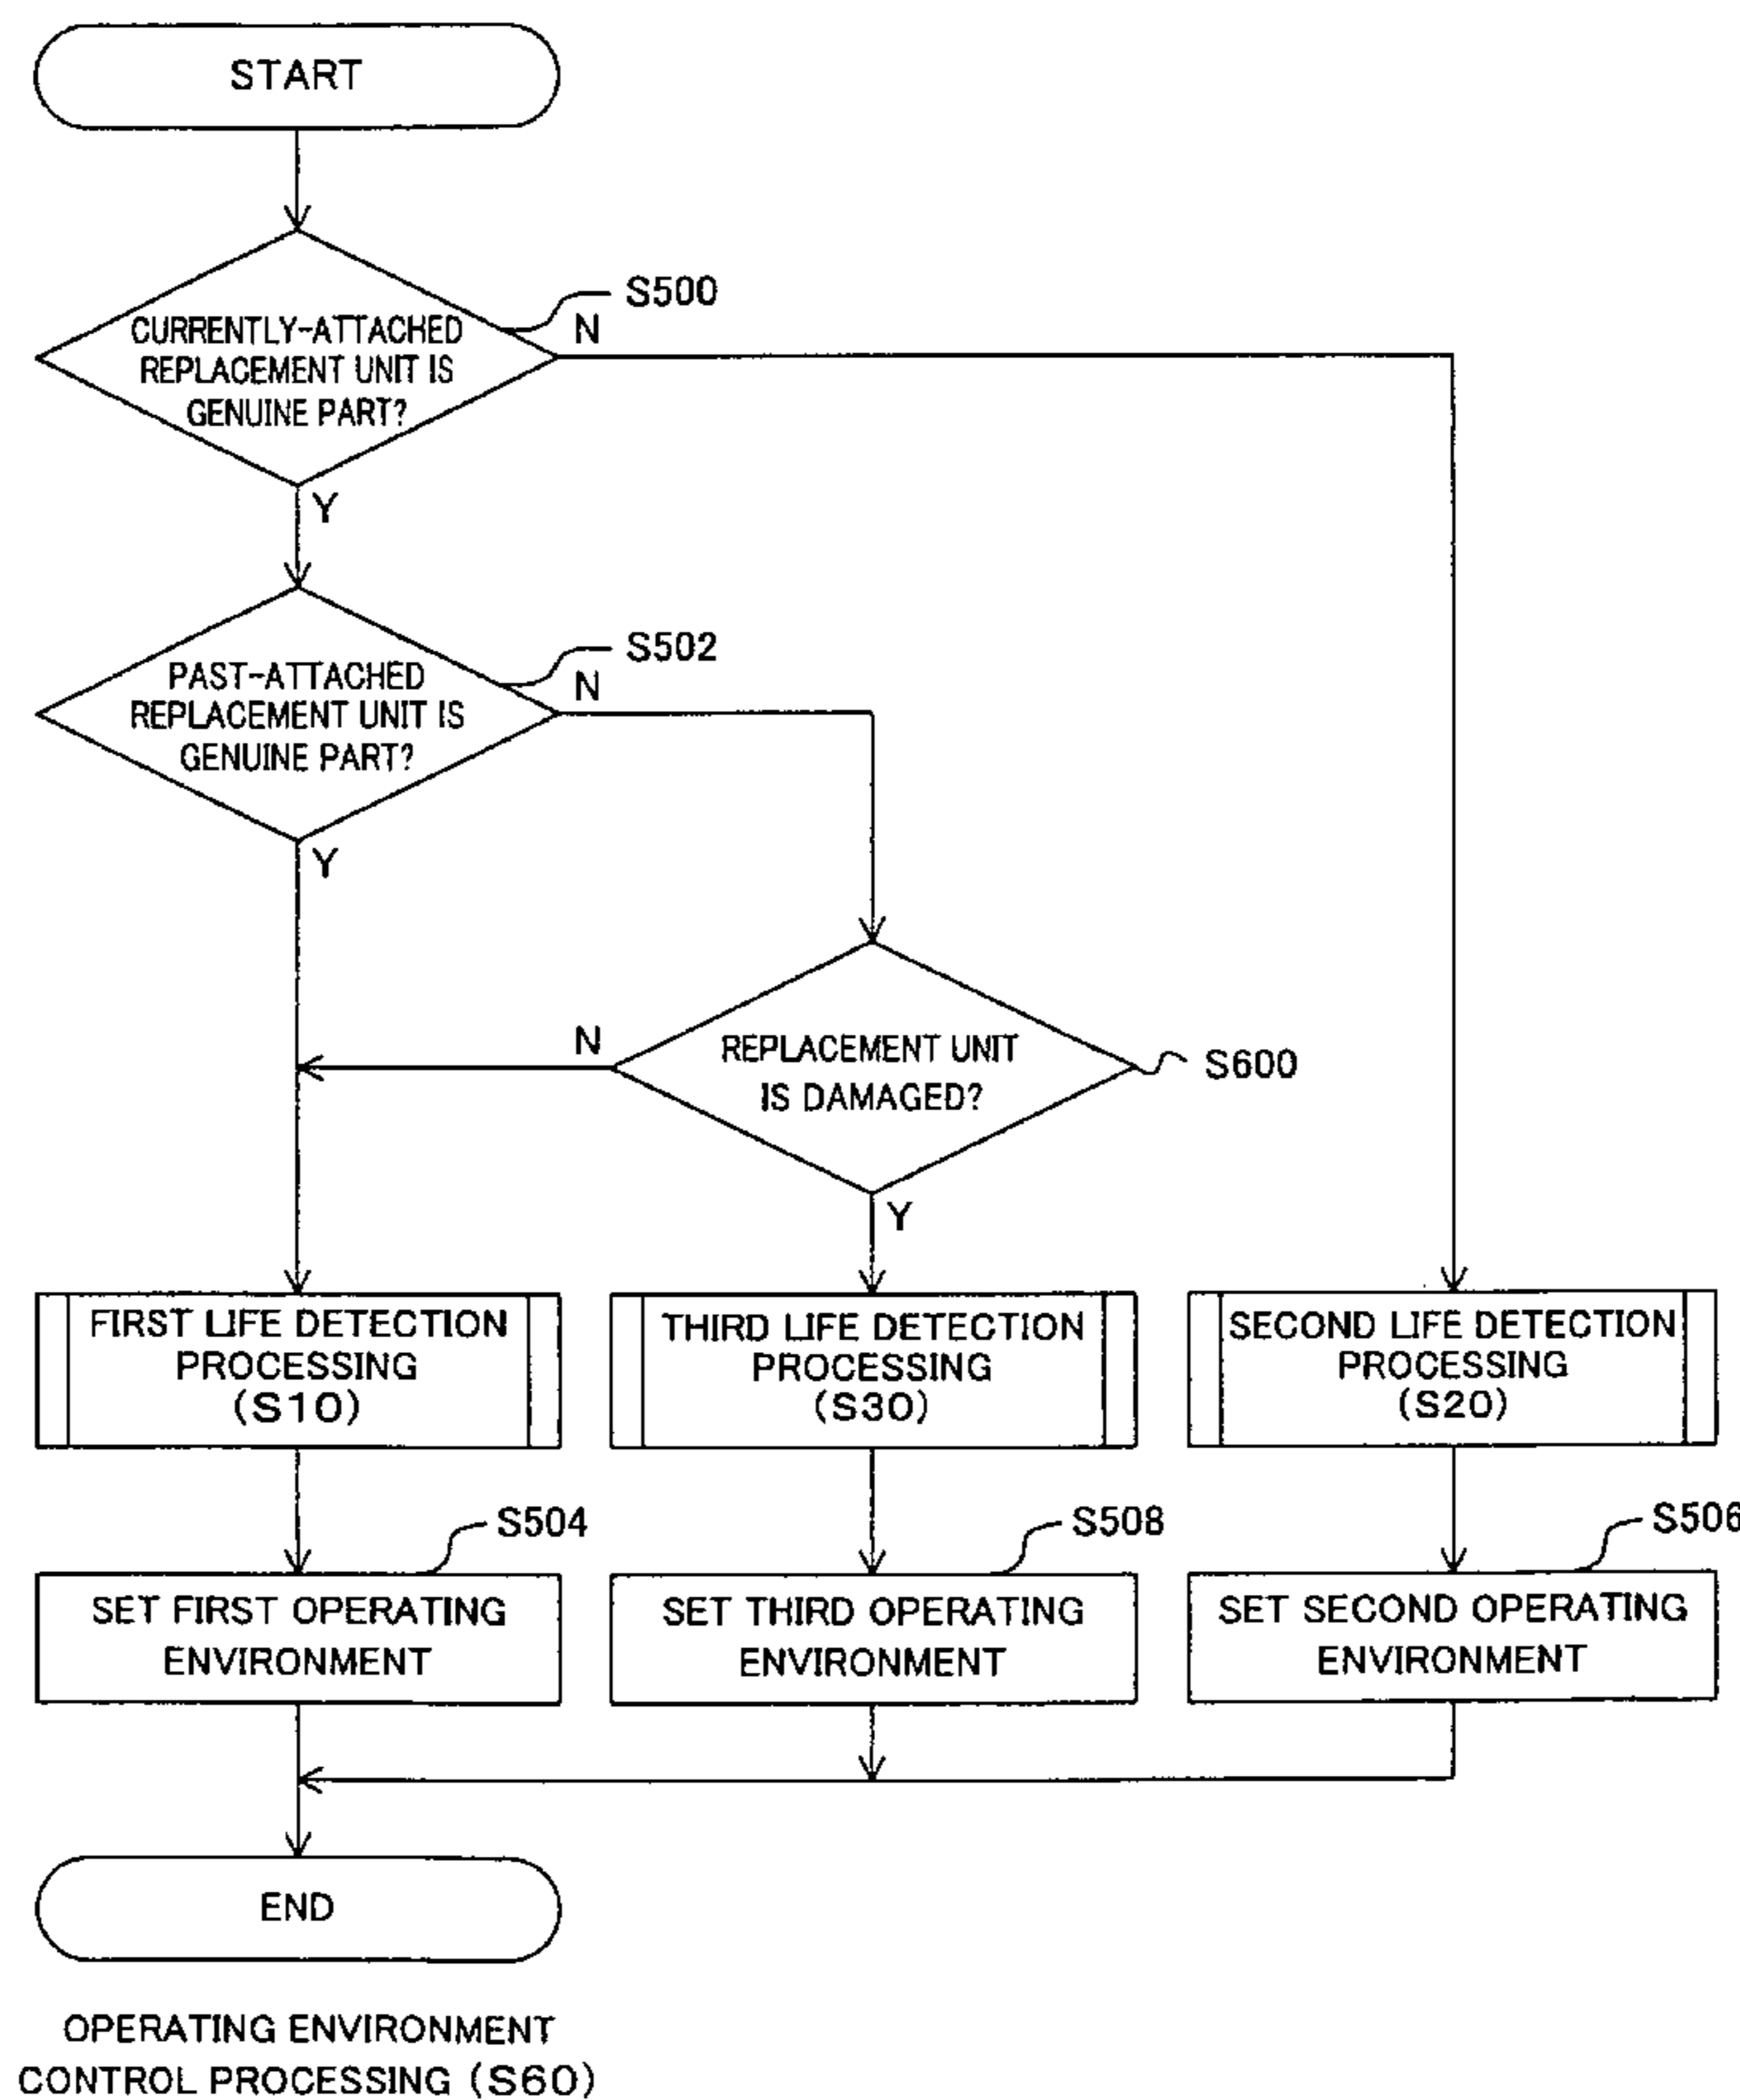 START
S500
N
CURRENTLY-ATTACHED
REPLACEMENT UNIT IS
GENUINE PART?
Y
S502
N
PAST-ATTACHED
REPLACEMENT UNIT IS
GENUINE PART?
Y
N
REPLACEMENT UNIT
IS DAMAGED?
S600
Y
FIRST LIFE DETECTION
PROCESSING
(S10)
THIRD LIFE DETECTION
PROCESSING
(S30)
SECOND LIFE DETECTION
PROCESSING
(S20)
S504
S508
S506
SET FIRST OPERATING
ENVIRONMENT
SET THIRD OPERATING
ENVIRONMENT
SET SECOND OPERATING
ENVIRONMENT
END
OPERATING ENVIRONMENT
CONTROL PROCESSING (S60)